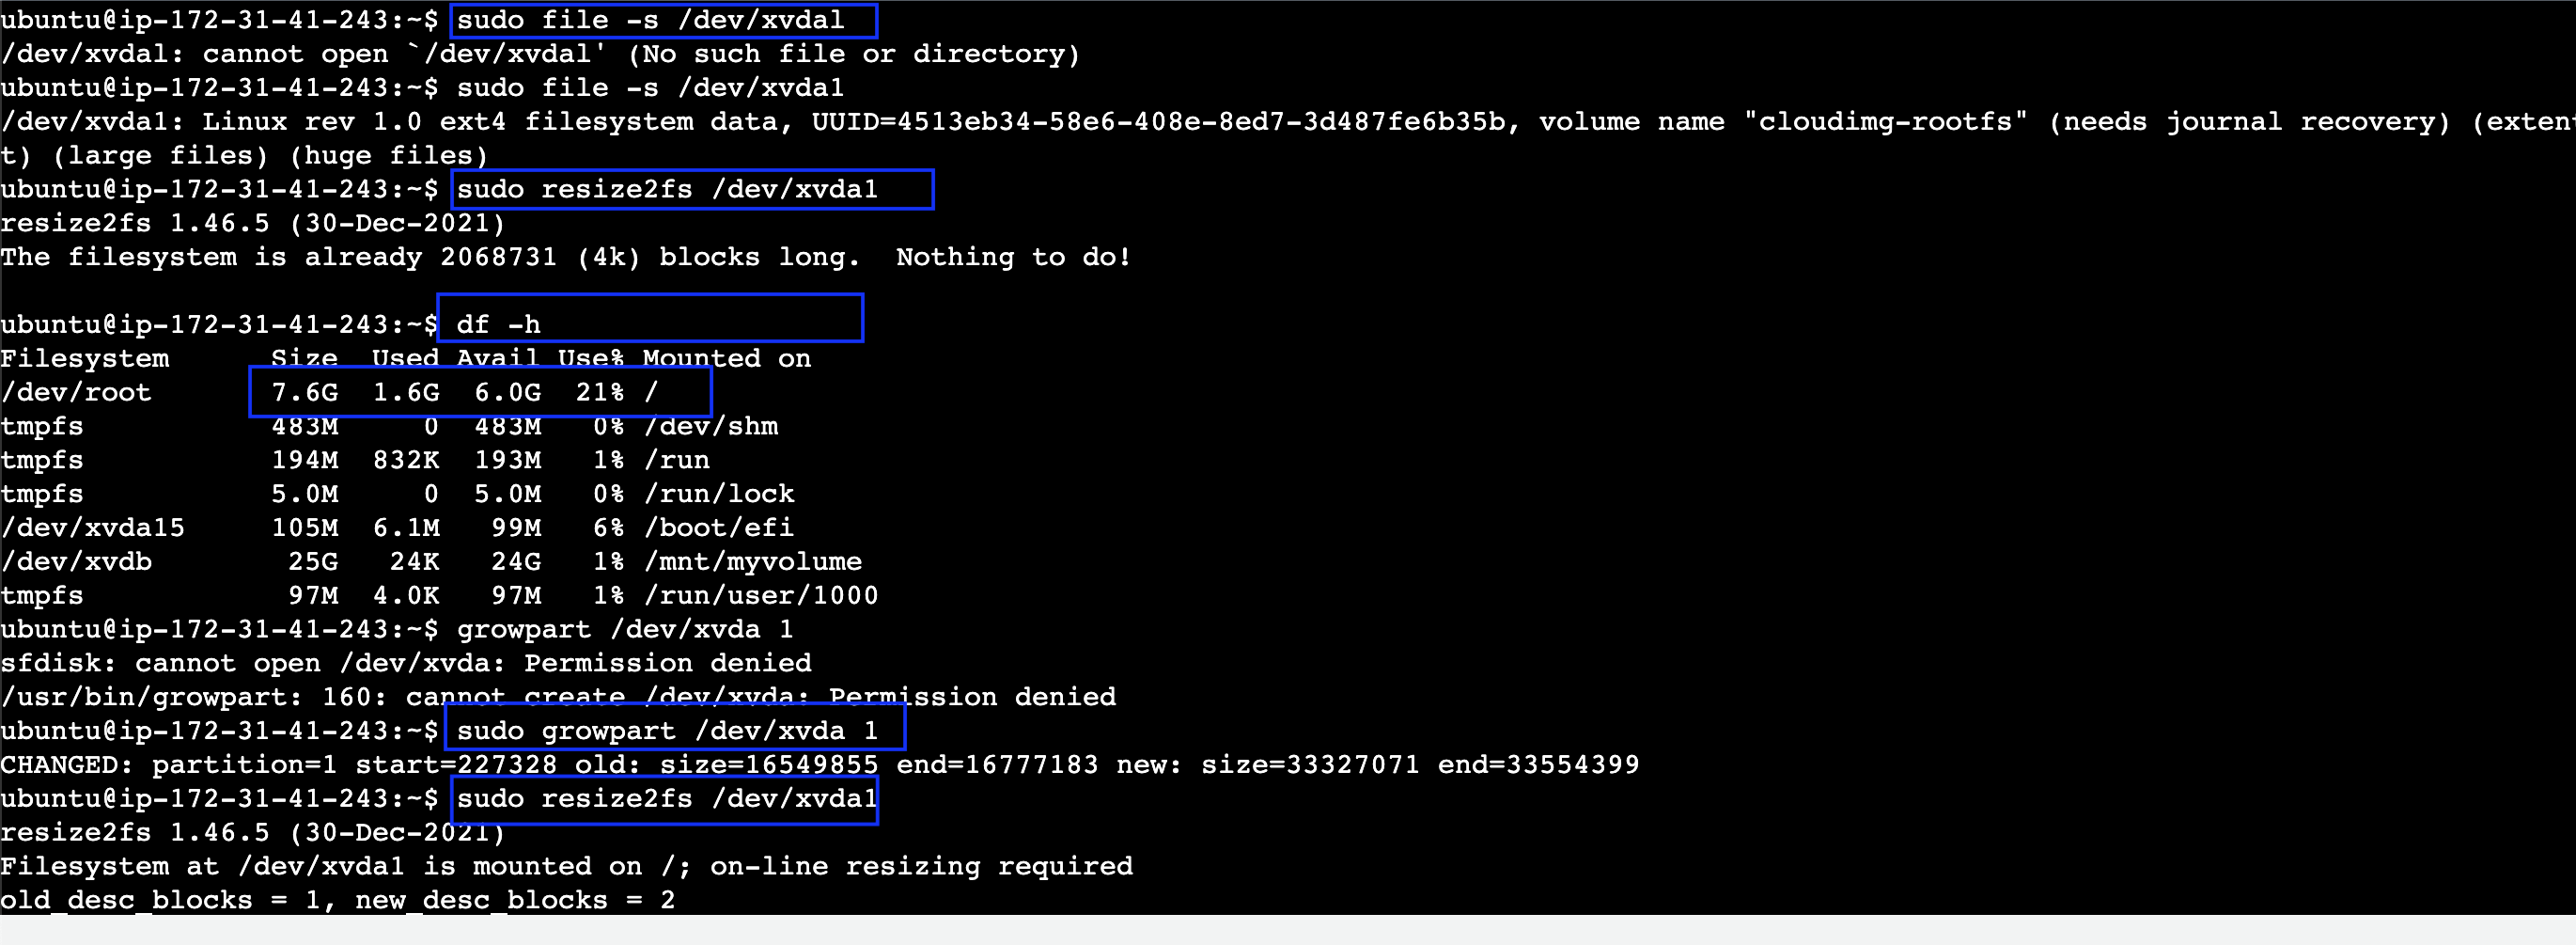 ubuntu@ip-172-31-41-243:~$ sudo file -s /dev/xvdal
/dev/xvdal: cannot open `/dev/xvdal' (No such file or directory)
ubuntu@ip-172-31-41-243:~$ sudo file -s /dev/xvda1
/dev/xvda1: Linux rev 1.0 ext4 filesystem data, UUID=4513eb34-58e6-408e-8ed7-3d487fe6b35b, volume name "cloudimg-rootfs" (needs journal recovery) (exten
t) (large files) (huge files)
ubuntu@ip-172-31-41-243:~$ sudo resize2fs /dev/xvda1
resize2fs 1.46.5 (30-Dec-2021)
The filesystem is already 2068731 (4k) blocks long.  Nothing to do!
ubuntu@ip-172-31-41-243:~$ df -h
Filesystem      Size  Used Avail Use% Mounted on
/dev/root       7.6G  1.6G  6.0G  21% /
tmpfs           483M     0  483M   0% /dev/shm
tmpfs           194M  832K  193M   1% /run
tmpfs           5.0M     0  5.0M   0% /run/lock
/dev/xvda15     105M  6.1M   99M   6% /boot/efi
/dev/xvdb        25G   24K   24G   1% /mnt/myvolume
tmpfs            97M  4.0K   97M   1% /run/user/1000
ubuntu@ip-172-31-41-243:~$ growpart /dev/xvda 1
sfdisk: cannot open /dev/xvda: Permission denied
/usr/bin/growpart: 160: cannot create /dev/xvda: Permission denied
ubuntu@ip-172-31-41-243:~$ sudo growpart /dev/xvda 1
CHANGED: partition=1 start=227328 old: size=16549855 end=16777183 new: size=33327071 end=33554399
ubuntu@ip-172-31-41-243:~$ sudo resize2fs /dev/xvda1
resize2fs 1.46.5 (30-Dec-2021)
Filesystem at /dev/xvda1 is mounted on /; on-line resizing required
old_desc_blocks = 1, new_desc_blocks = 2